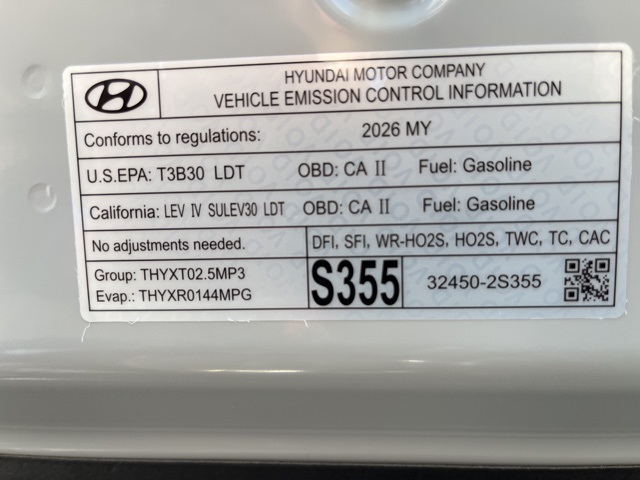 HYUNDAI MOTOR COMPANY
VEHICLE EMISSION CONTROL INFORMATION
Conforms to regulations: 2026 MY
U.S.EPA: T3B30 LDT OBD: CA II Fuel: Gasoline
California: LEV IV SULEV30 LDT OBD: CA II Fuel: Gasoline
No adjustments needed. DFI, SFI, WR-HO2S, HO2S, TWC, TC, CAC
Group: THYXT02.5MP3
Evap.: THYXR0144MPG
S355
32450-2S355